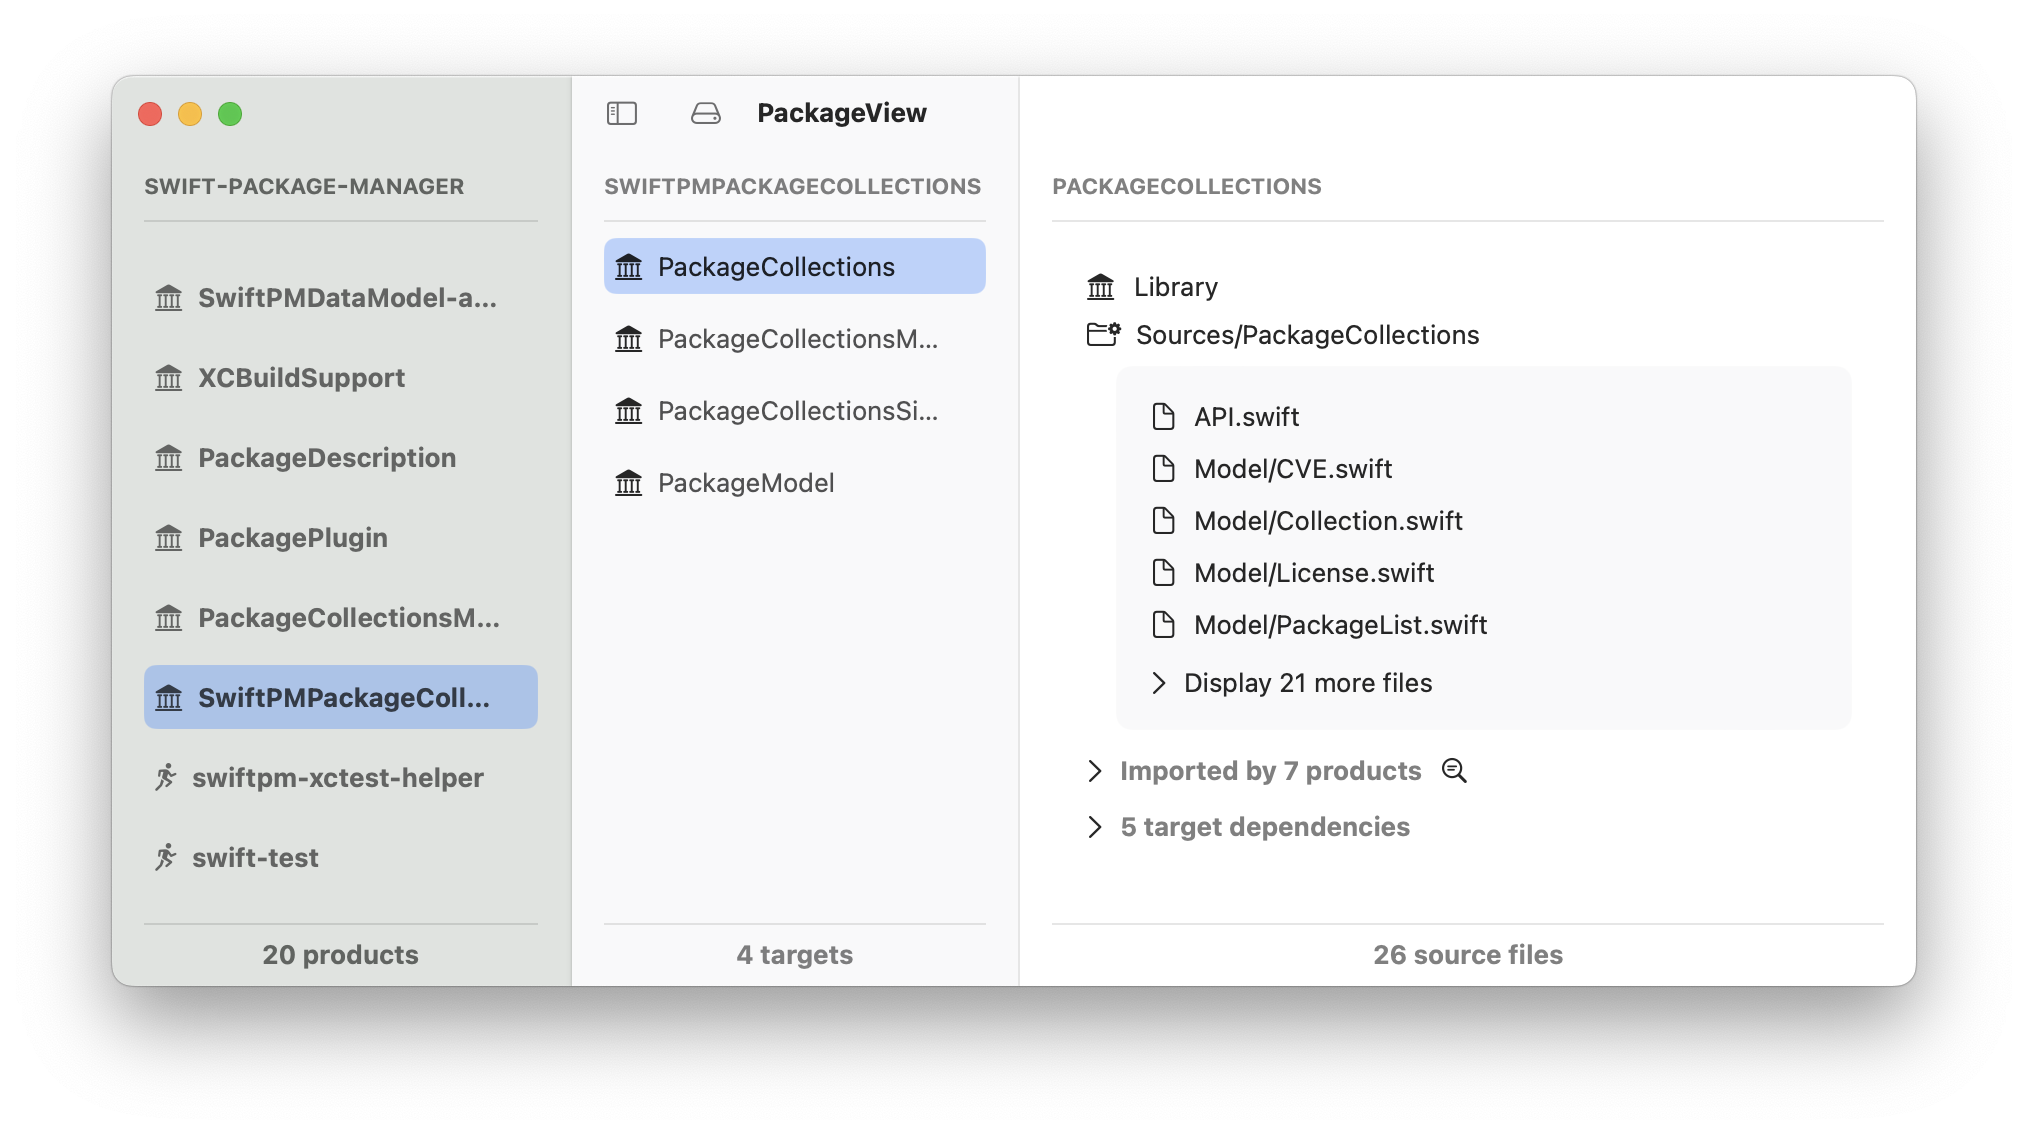 SWIFT-PACKAGE-MANAGER
SwiftPMDataModel-a...
XCBuildSupport
PackageDescription
PackagePlugin
PackageCollectionsM...
SwiftPMPackageColl...
swiftpm-xctest-helper
swift-test
20 products
PackageView
SWIFTPMPACKAGECOLLECTIONS
PackageCollections
PackageCollectionsM...
PackageCollectionsSi...
PackageModel
4 targets
PACKAGECOLLECTIONS
Library
Sources/PackageCollections
API.swift
Model/CVE.swift
Model/Collection.swift
Model/License.swift
Model/PackageList.swift
Display 21 more files
Imported by 7 products
5 target dependencies
26 source files